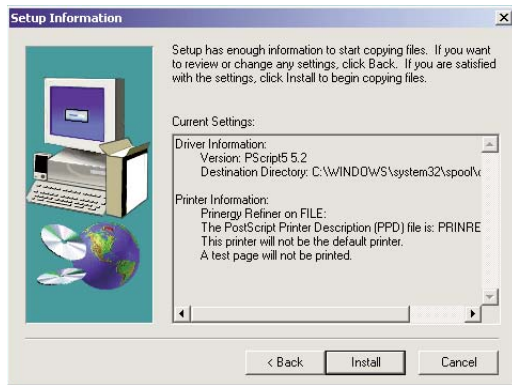 Setup Information
Setup has enough information to start copying files. If you want
to review or change any settings, click Back. If you are satisfied
with the settings, click Install to begin copying files.
Current Settings:
Driver Information:
Version: PScript5 5.2
Destination Directory: C:\WINDOWS\system32\spool\
Printer Information:
Prinergy Refiner on FILE:
The PostScript Printer Description (PPD) file is: PRINRE
This printer will not be the default printer.
A test page will not be printed.
< Back
Install
Cancel